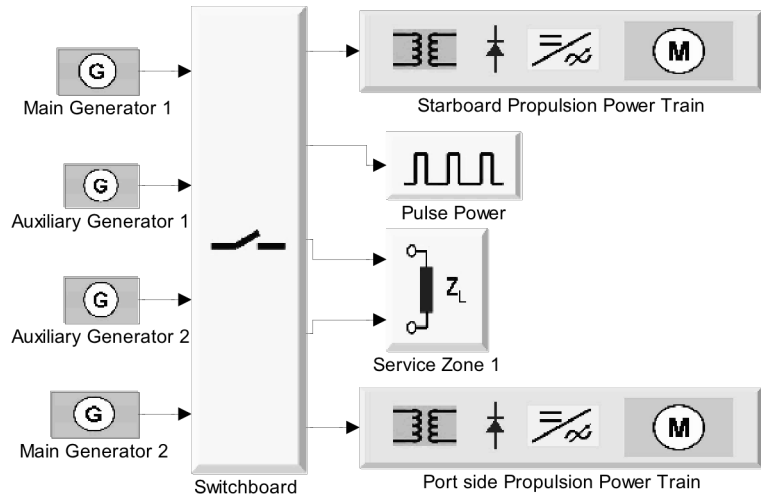 G
Main Generator 1
G
Auxiliary Generator 1
G
Auxiliary Generator 2
G
Main Generator 2
Switchboard
M
Starboard Propulsion Power Train
Pulse Power
ZL
Service Zone 1
M
Port side Propulsion Power Train